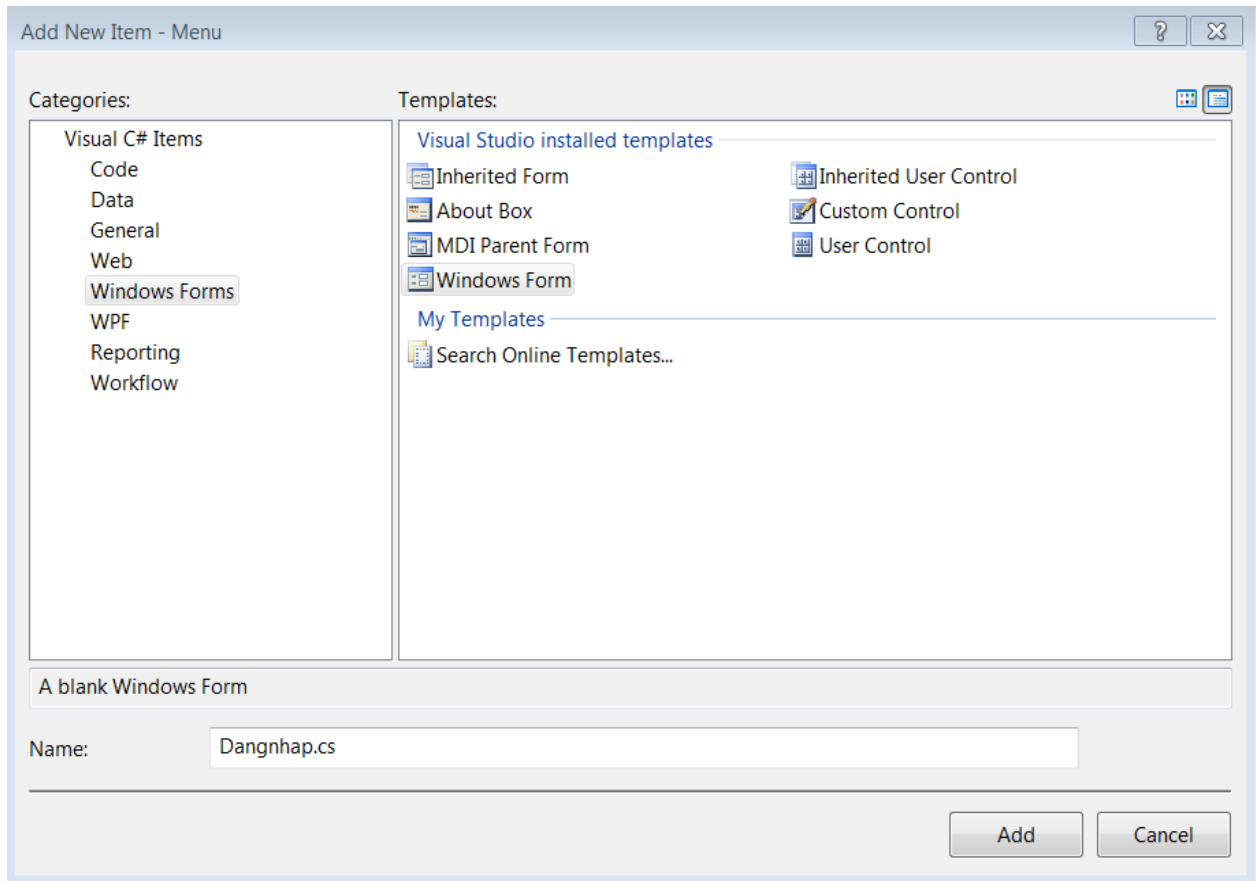 Add New Item - Menu
Categories:
Templates:
Visual C# Items
Code
Data
General
Web
Windows Forms
WPF
Reporting
Workflow
Visual Studio installed templates
Inherited Form
Inherited User Control
About Box
Custom Control
MDI Parent Form
User Control
Windows Form
My Templates
Search Online Templates...
A blank Windows Form
Name:
Dangnhap.cs
Add
Cancel